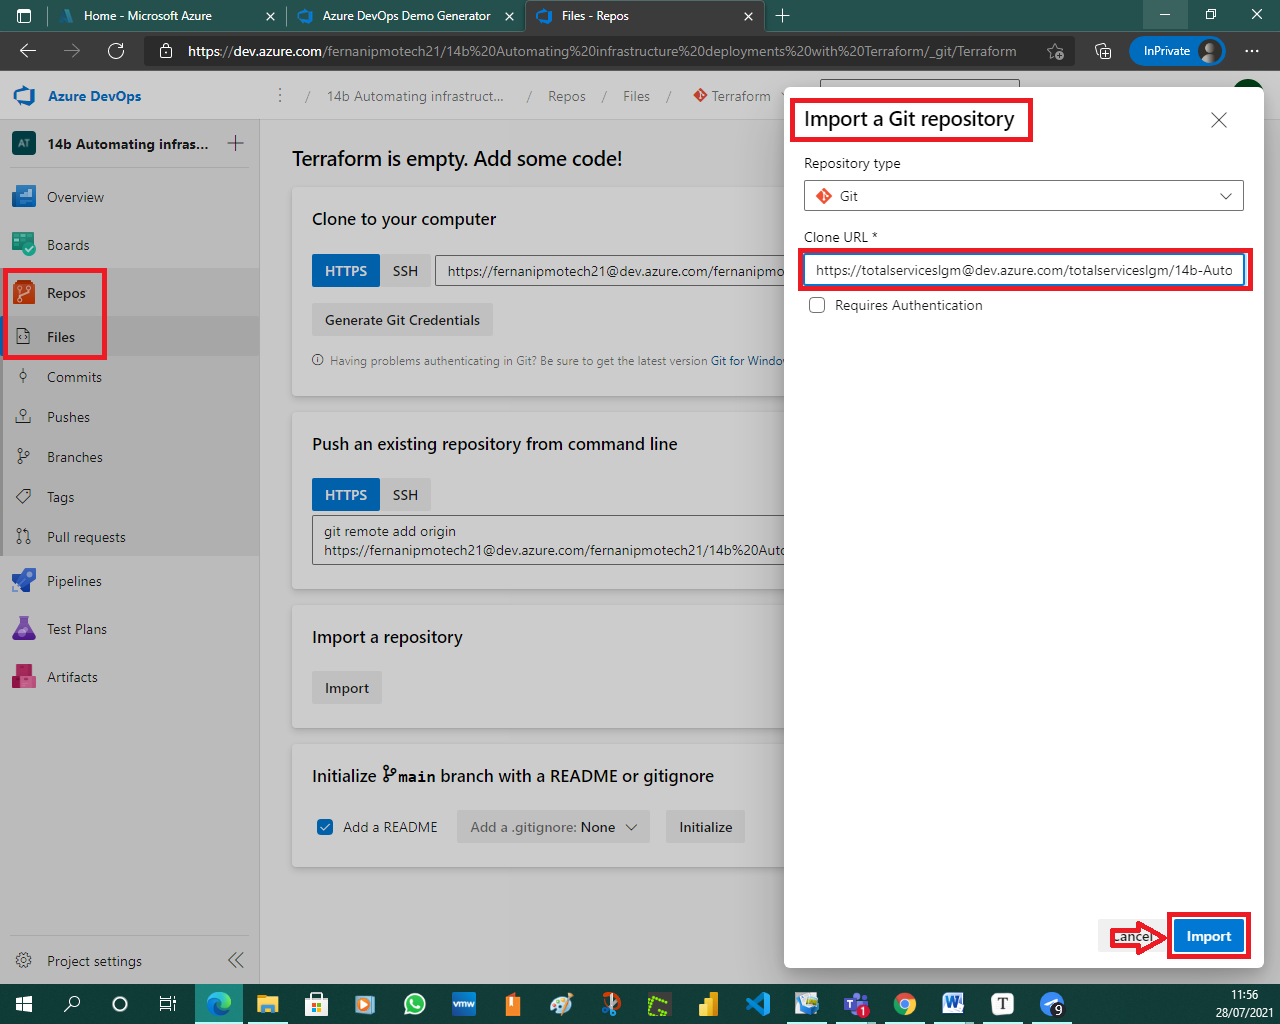 Home - Microsoft Azure
Azure DevOps Demo Generator
Files - Repos
https://dev.azure.com/fernanipmotech21/14b%20Automating%20infrastructure%20deployments%20with%20Terraform/_git/Terraform
InPrivate
Azure DevOps
/ 14b Automating infrastruct... / Repos / Files / Terraform
AT
14b Automating infras...
Overview
Boards
Repos
Files
Commits
Pushes
Branches
Tags
Pull requests
Pipelines
Test Plans
Artifacts
Project settings
Terraform is empty. Add some code!
Clone to your computer
HTTPS SSH https://fernanipmotech21@dev.azure.com/fernanipmo
Generate Git Credentials
Having problems authenticating in Git? Be sure to get the latest version Git for Windo
Push an existing repository from command line
HTTPS SSH
git remote add origin
https://fernanipmotech21@dev.azure.com/fernanipmotech21/14b%20Auto
Import a repository
Import
Initialize main branch with a README or gitignore
Add a README
Add a .gitignore: None
Initialize
Import a Git repository
Repository type
Git
Clone URL *
https://totalserviceslgm@dev.azure.com/totalserviceslgm/14b-Auto
Requires Authentication
Cancel
Import
vmw
1
W
T
9
11:56
28/07/2021